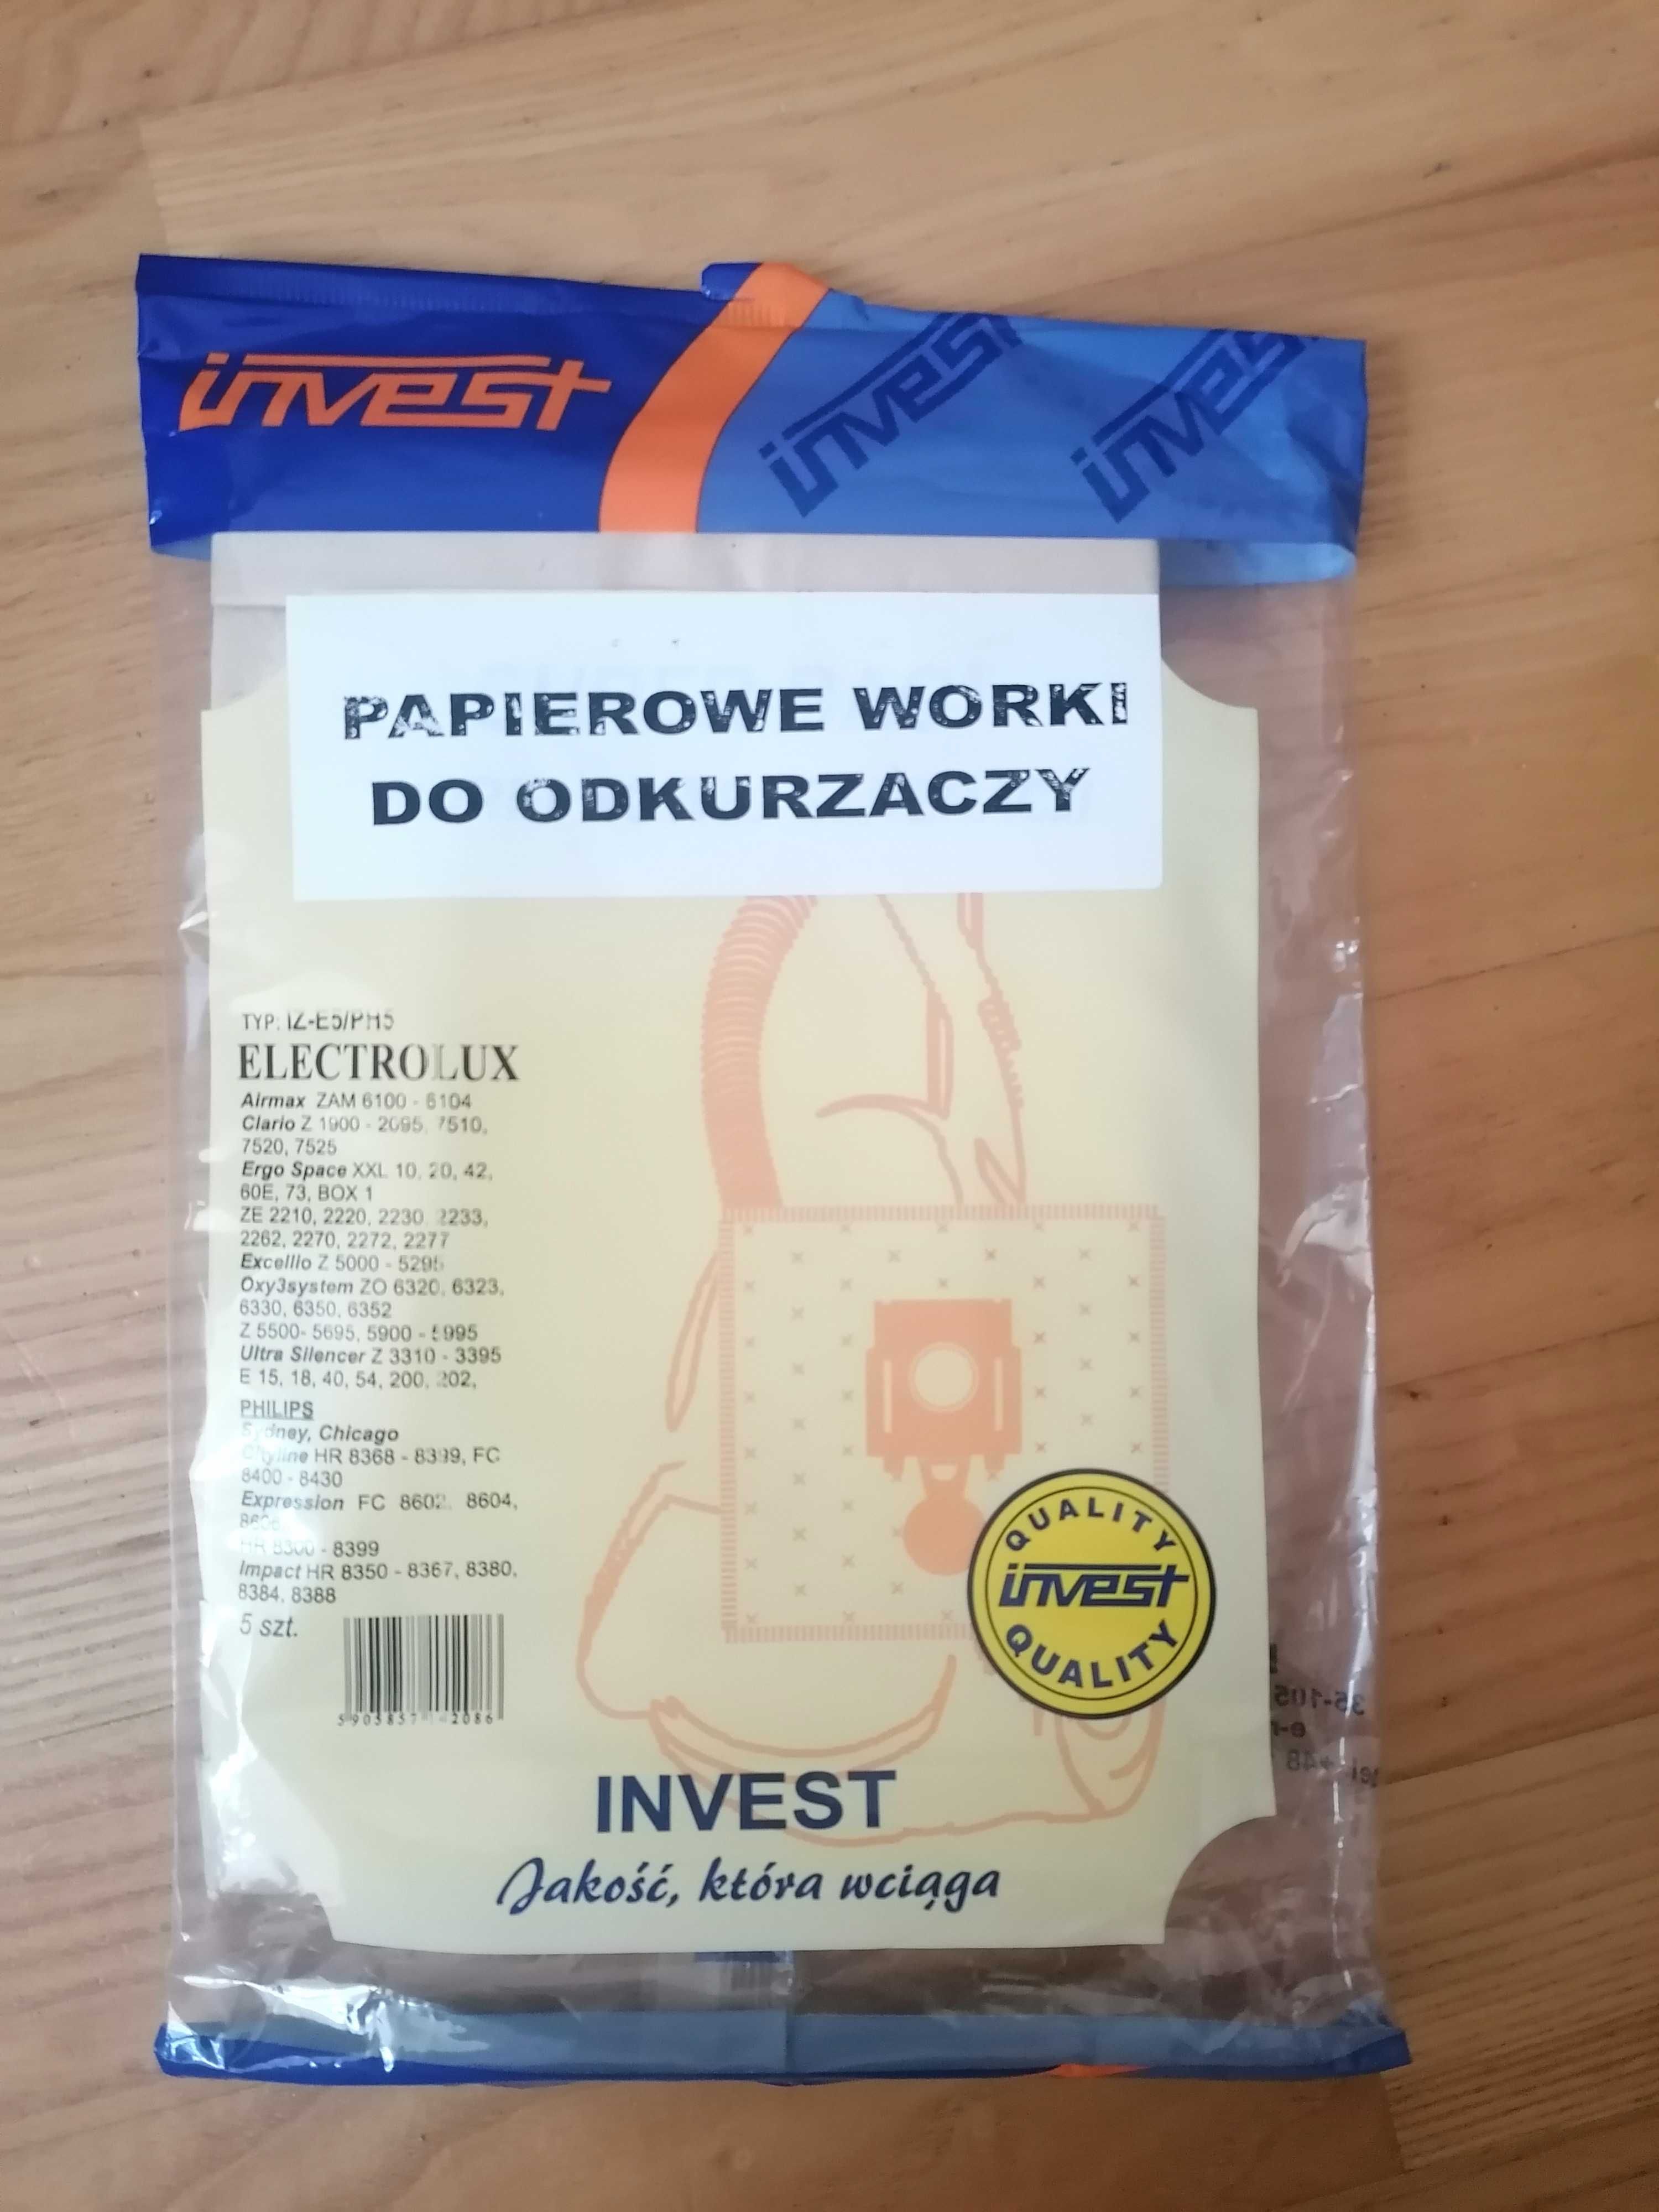 invest
invest
invest
PAPIEROWE WORKI
DO ODKURZACZY
TYP: IZ-E5/PH5
ELECTROLUX
Airmax ZAM 6100 - 6104
Clario Z 1900 - 2095, 7510,
7520, 7525
Ergo Space XXL 10, 20, 42,
60E, 73, BOX 1
ZE 2210, 2220, 2230, 2233,
2262, 2270, 2272, 2277
Excellio Z 5000 - 5295
Oxy3system ZO 6320, 6323,
6330, 6350, 6352
Z 5500- 5695, 5900 - 5995
Ultra Silencer Z 3310 - 3395
E 15, 18, 40, 54, 200, 202,
PHILIPS
Sydney, Chicago
Cityline HR 8368 - 8399, FC
8400 - 8430
Expression FC 8602, 8604,
HR 8300 - 8399
Impact HR 8350 - 8367, 8380,
8384, 8388
5 szt.
QUALITY
invest
QUALITY
INVEST
Jakość, która wciąga